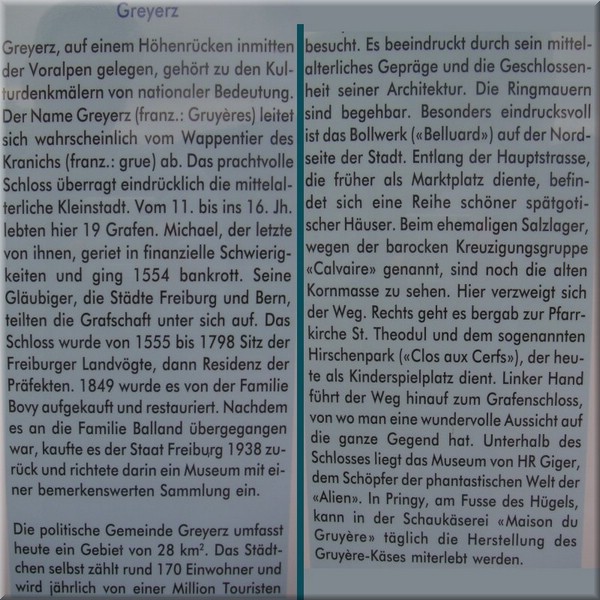 Greyerz
Greyerz, auf einem Höhenrücken inmitten
der Voralpen gelegen, gehört zu den Kul-
turdenkmälern von nationaler Bedeutung.
Der Name Greyerz (franz.: Gruyères) leitet
sich wahrscheinlich vom Wappentier des
Kranichs (franz.: grue) ab. Das prachtvolle
Schloss überragt eindrücklich die mittelal-
terliche Kleinstadt. Vom 11. bis ins 16. Jh.
lebten hier 19 Grafen. Michael, der letzte
von ihnen, geriet in finanzielle Schwierig-
keiten und ging 1554 bankrott. Seine
Gläubiger, die Städte Freiburg und Bern,
teilten die Grafschaft unter sich auf. Das
Schloss wurde von 1555 bis 1798 Sitz der
Freiburger Landvögte, dann Residenz der
Präfekten. 1849 wurde es von der Familie
Bovy aufgekauft und restauriert. Nachdem
es an die Familie Balland übergegangen
war, kaufte es der Staat Freiburg 1938 zu-
rück und richtete darin ein Museum mit ei-
ner bemerkenswerten Sammlung ein.
Die politische Gemeinde Greyerz umfasst
heute ein Gebiet von 28 km². Das Städt-
chen selbst zählt rund 170 Einwohner und
wird jährlich von einer Million Touristen
besucht. Es beeindruckt durch sein mittel-
alterliches Gepräge und die Geschlossen-
heit seiner Architektur. Die Ringmauern
sind begehbar. Besonders eindrucksvoll
ist das Bollwerk («Belluard») auf der Nord-
seite der Stadt. Entlang der Hauptstrasse,
die früher als Marktplatz diente, befin-
det sich eine Reihe schöner spätgoti-
scher Häuser. Beim ehemaligen Salzlager,
wegen der barocken Kreuzigungsgruppe
«Calvaire» genannt, sind noch die alten
Kornmasse zu sehen. Hier verzweigt sich
der Weg. Rechts geht es bergab zur Pfarr-
kirche St. Theodul und dem sogenannten
Hirschenpark («Clos aux Cerfs»), der heu-
te als Kinderspielplatz dient. Linker Hand
führt der Weg hinauf zum Grafenschloss,
von wo man eine wundervolle Aussicht auf
die ganze Gegend hat. Unterhalb des
Schlosses liegt das Museum von HR Giger,
dem Schöpfer der phantastischen Welt der
«Alien». In Pringy, am Fusse des Hügels,
kann in der Schaukäserei «Maison du
Gruyère» täglich die Herstellung des
Gruyère-Käses miterlebt werden.